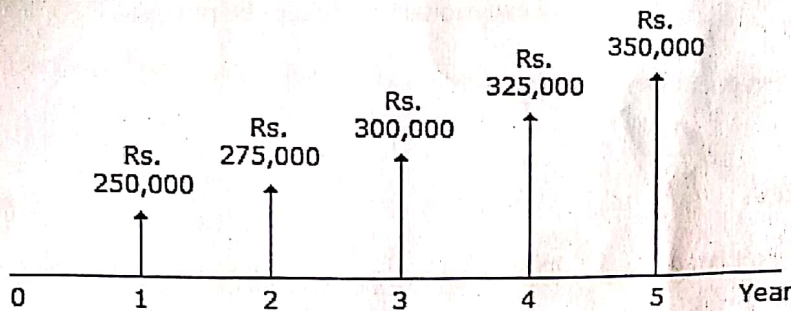 Rs.
350,000
Rs.
325,000
Rs.
300,000
Rs.
275,000
Rs.
250,000
0 1 2 3 4 5 Year